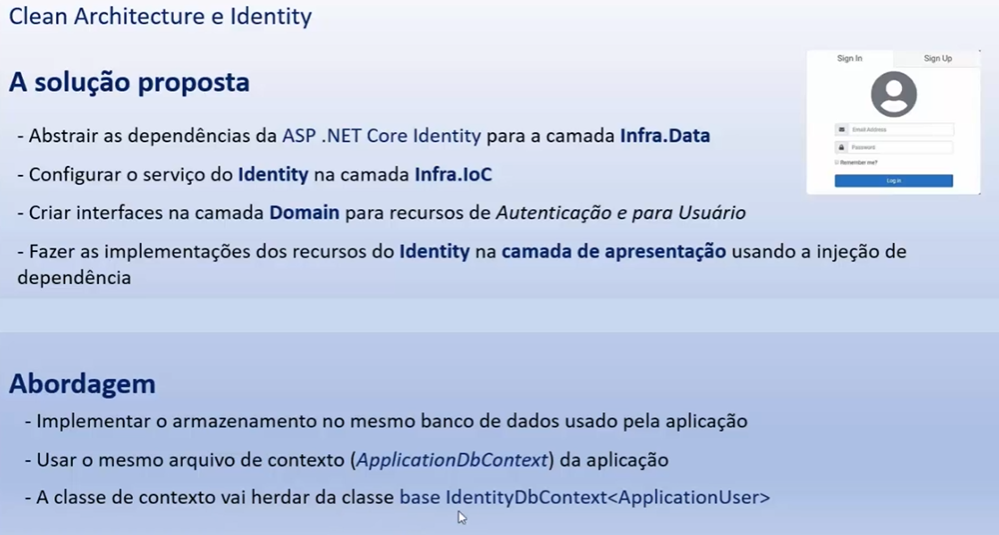 Clean Architecture e Identity
A solução proposta
- Abstrair as dependências da ASP .NET Core Identity para a camada Infra.Data
- Configurar o serviço do Identity na camada Infra.IoC
- Criar interfaces na camada Domain para recursos de Autenticação e para Usuário
- Fazer as implementações dos recursos do Identity na camada de apresentação usando a injeção de
dependência
Sign In
Sign Up
Email Address
Password
Remember me?
Log in
Abordagem
- Implementar o armazenamento no mesmo banco de dados usado pela aplicação
- Usar o mesmo arquivo de contexto (ApplicationDbContext) da aplicação
- A classe de contexto vai herdar da classe base IdentityDbContext<ApplicationUser>